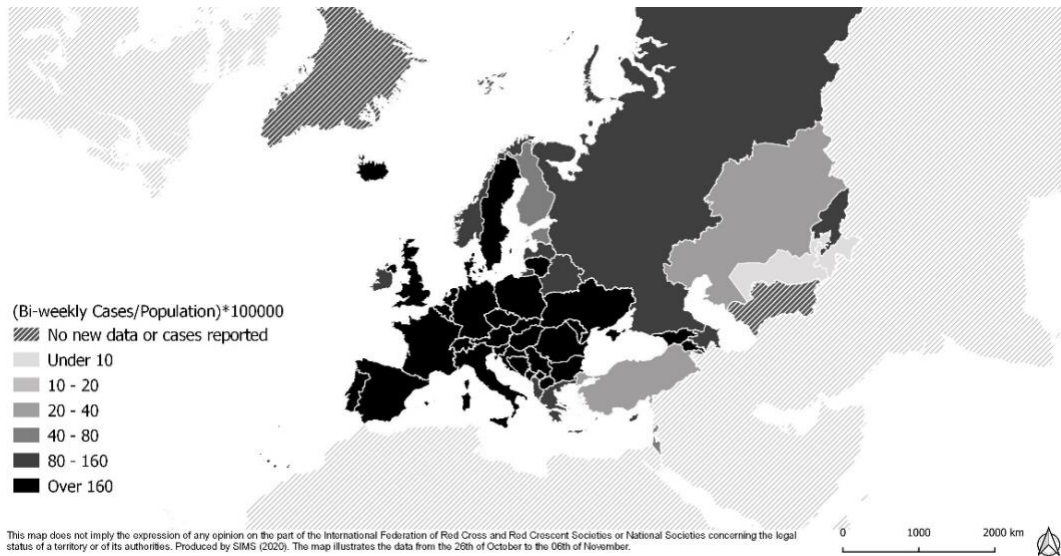 (Bi-weekly Cases/Population)*100000
No new data or cases reported
Under 10
10 - 20
20 - 40
40 - 80
80 - 160
Over 160
This map does not imply the expression of any opinion on the part of the International Federation of Red Cross and Red Crescent Societies or National Societies concerning the legal
status of a territory or of its authorities. Produced by SIMS (2020). The map illustrates the data from the 26th of October to the 06th of November.
0 1000 2000 km